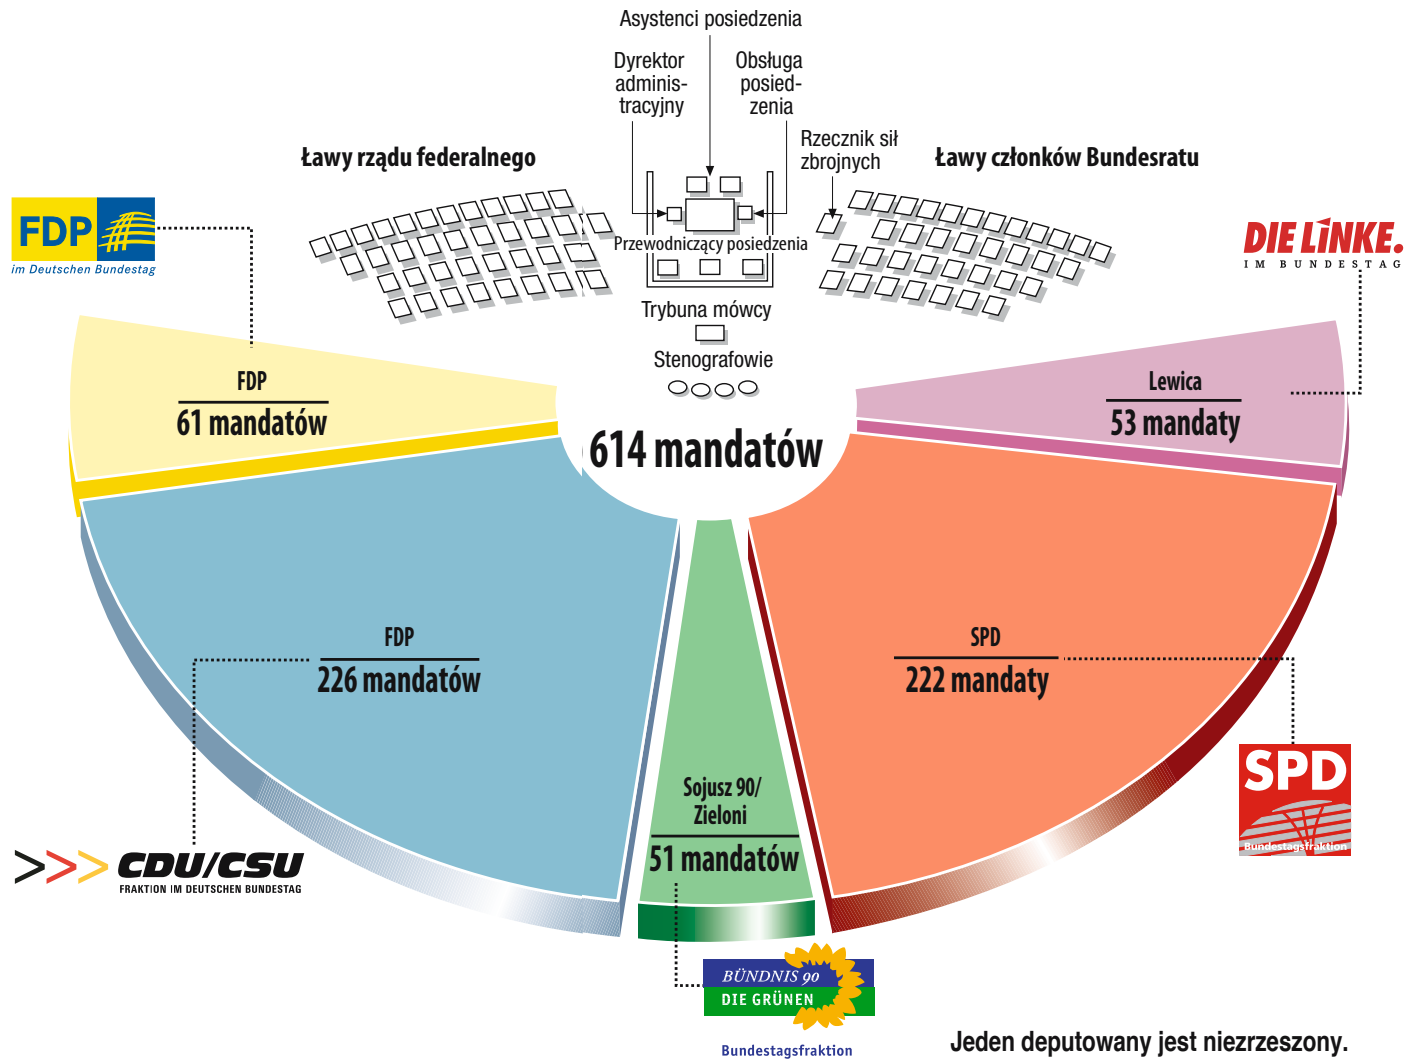 Asystenci posiedzenia
Dyrektor
adminis-
tracyjny
Obsługa
posied-
zenia
Rzecznik sił
zbrojnych
Ławy rządu federalnego
Ławy członków Bundesratu
FDP
im Deutschen Bundestag
Przewodniczący posiedzenia
DIE LINKE.
IM BUNDESTAG
Trybuna mówcy
Stenografowie
FDP
61 mandatów
Lewica
53 mandaty
614 mandatów
FDP
226 mandatów
SPD
222 mandaty
Sojusz 90/
Zieloni
51 mandatów
SPD
Bundestagsfraktion
CDU/CSU
FRAKTION IM DEUTSCHEN BUNDESTAG
BÜNDNIS 90
DIE GRÜNEN
Bundestagsfraktion
Jeden deputowany jest niezrzeszony.